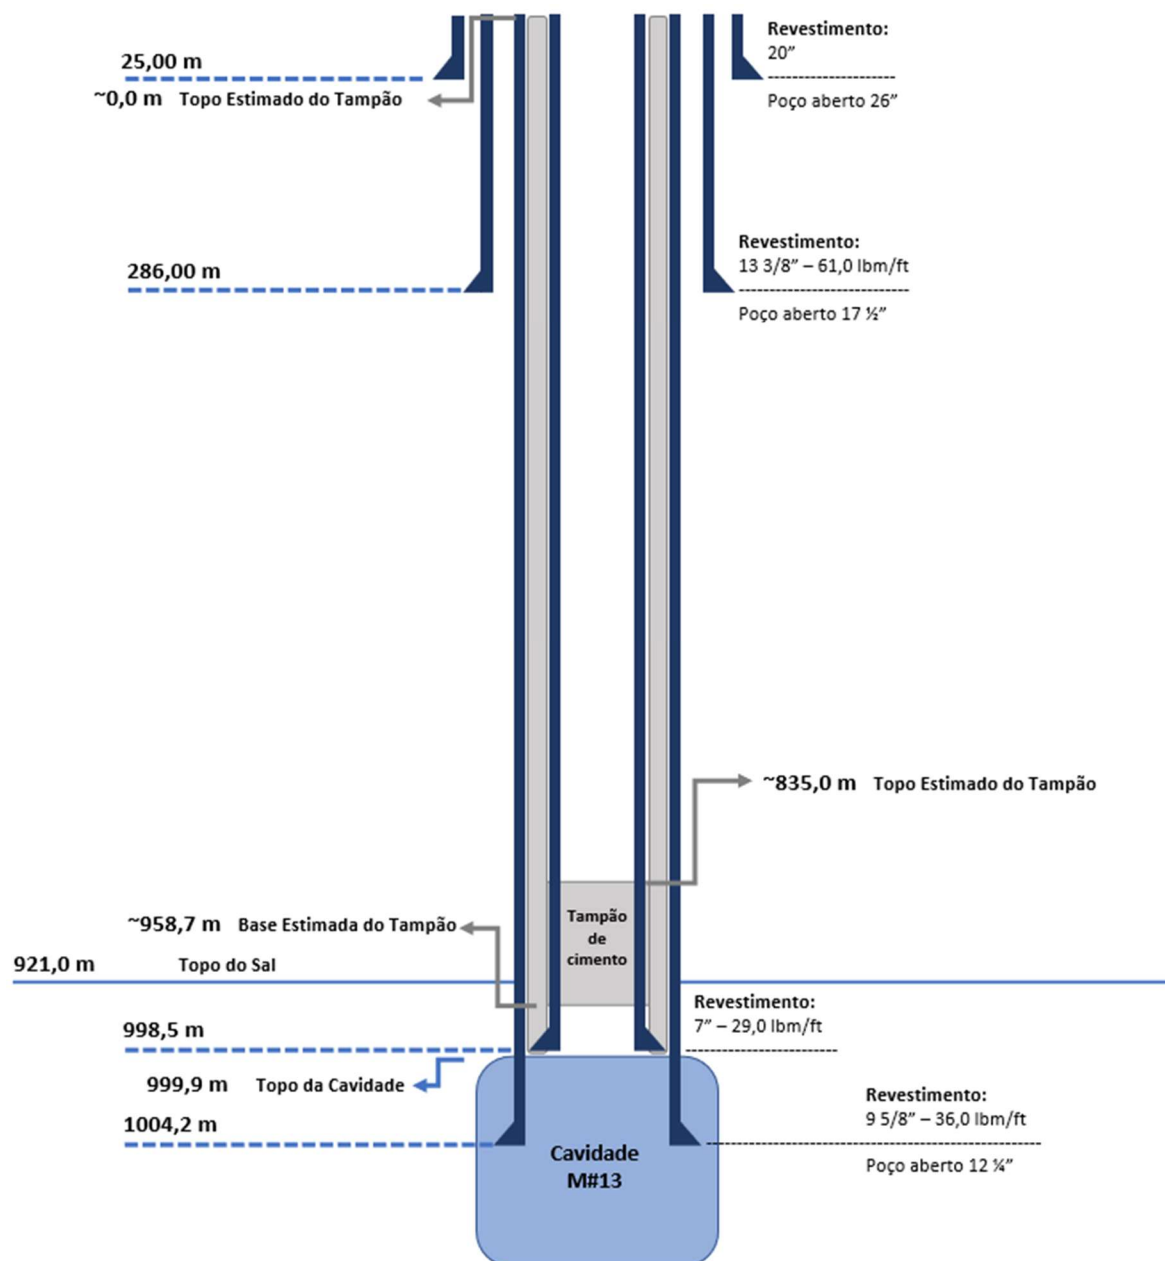 Revestimento:
20”
25,00 m
~0,0 m Topo Estimado do Tampão
Poço aberto 26”
Revestimento:
13 3/8” – 61,0 lbm/ft
286,00 m
Poço aberto 17 ½”
~835,0 m Topo Estimado do Tampão
Tampão
de
cimento
~958,7 m Base Estimada do Tampão
921,0 m Topo do Sal
Revestimento:
7” – 29,0 lbm/ft
998,5 m
999,9 m Topo da Cavidade
Revestimento:
9 5/8” – 36,0 lbm/ft
1004,2 m
Poço aberto 12 ¼”
Cavidade
M#13